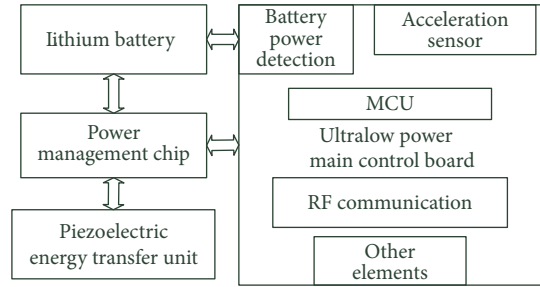 Lithium battery
Battery
power
detection
Acceleration
sensor
MCU
Power
management chip
Ultralow power
main control board
RF communication
Piezoelectric
energy transfer unit
Other
elements